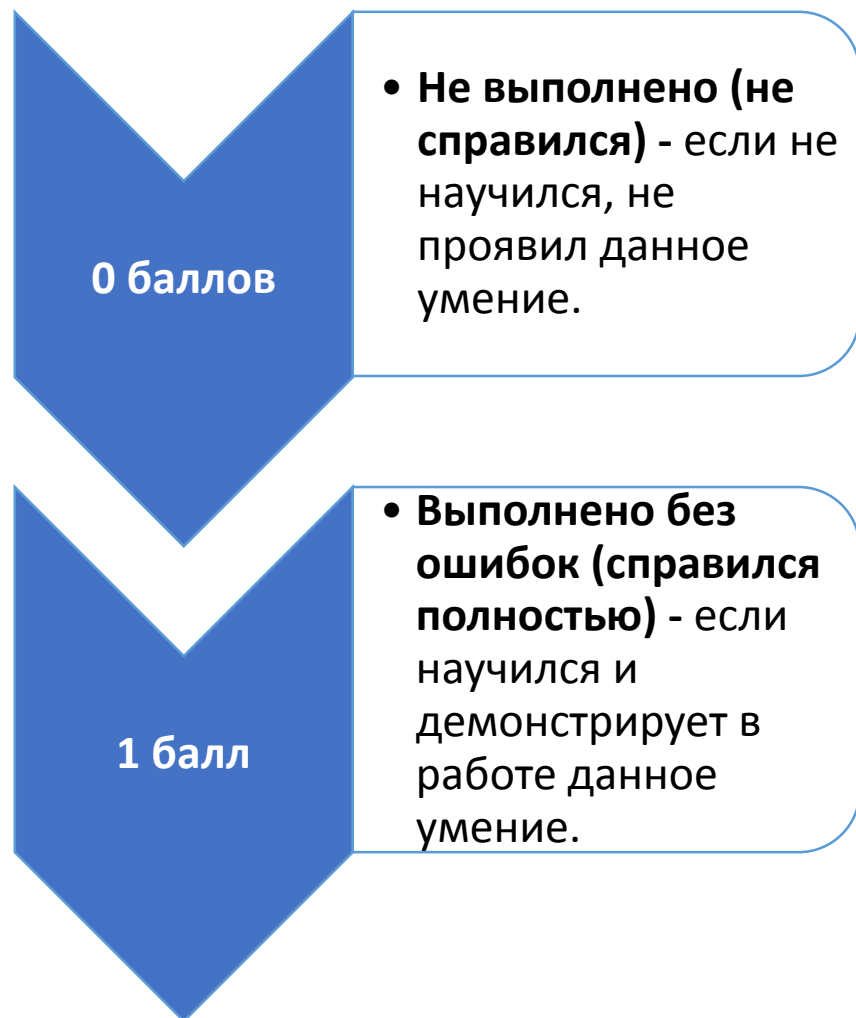 0 баллов
• Не выполнено (не
справился) - если не
научился, не
проявил данное
умение.
1 балл
• Выполнено без
ошибок (справился
полностью) - если
научился и
демонстрирует в
работе данное
умение.